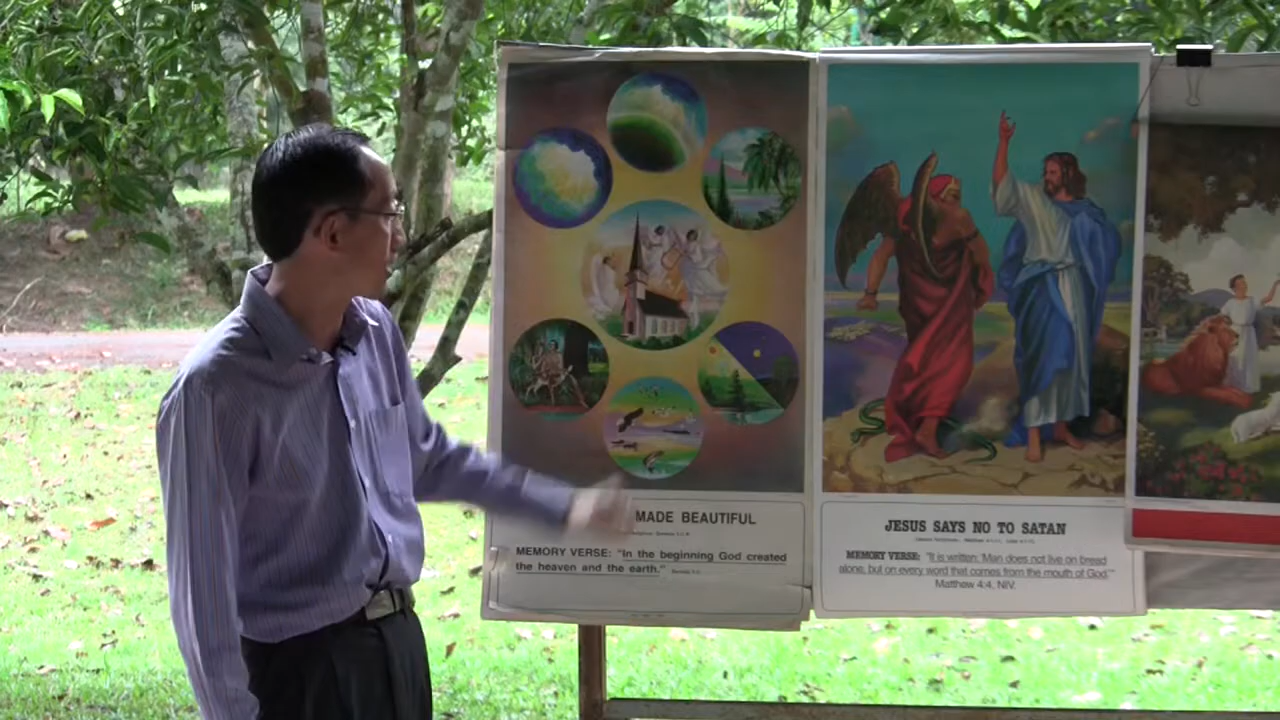 MADE BEAUTIFUL
MEMORY VERSE: "In the beginning God created
the heaven and the earth."
JESUS SAYS NO TO SATAN
MEMORY VERSE: "It is written: 'Man does not live on bread
alone, but on every word that comes from the mouth of God.'"
Matthew 4:4, NIV.